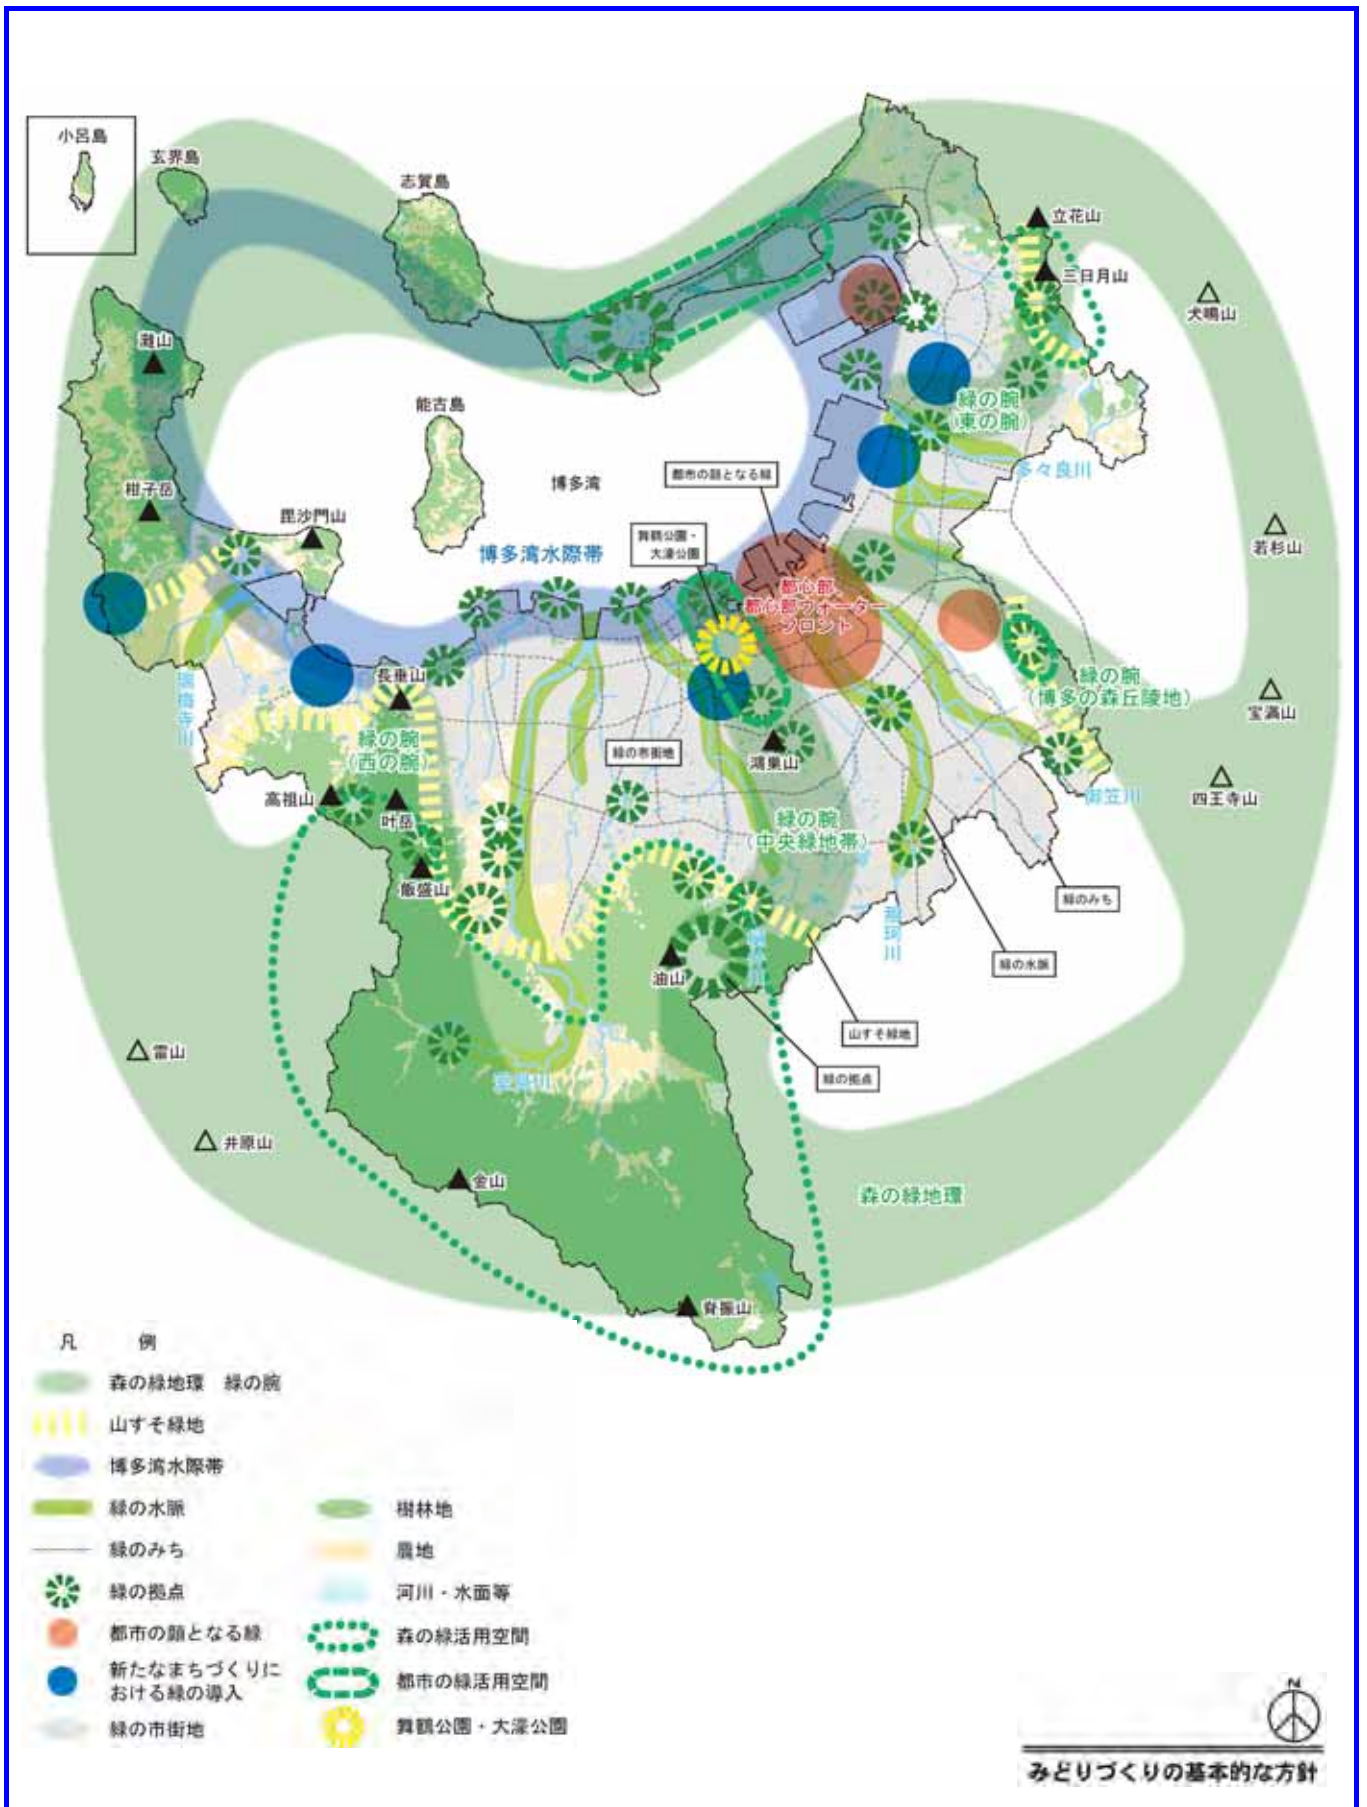 小呂島
玄界島
志賀島
立花山
三日月山
犬鳴山
灘山
能古島
緑の腕
(東の腕)
博多湾
都市の顔となる緑
多々良川
柑子岳
毘沙門山
若杉山
博多湾水際帯
舞鶴公園・
大濠公園
都心部、
都心部ウォーター
フロント
緑の腕
(博多の森丘陵地)
宝満山
瑞梅寺川
長垂山
緑の腕
(西の腕)
緑の市街地
鴻巣山
御笠川
四王寺山
高祖山
叶岳
緑の腕
(中央緑地帯)
飯盛山
緑のみち
那珂川
油山
緑の水脈
山すそ緑地
緑の拠点
雷山
室見川
井原山
金山
森の緑地環
脊振山
凡 例
森の緑地環 緑の腕
山すそ緑地
博多湾水際帯
緑の水脈
緑のみち
緑の拠点
都市の顔となる緑
新たなまちづくりに
おける緑の導入
緑の市街地
樹林地
農地
河川・水面等
森の緑活用空間
都市の緑活用空間
舞鶴公園・大濠公園
N
みどりづくりの基本的な方針